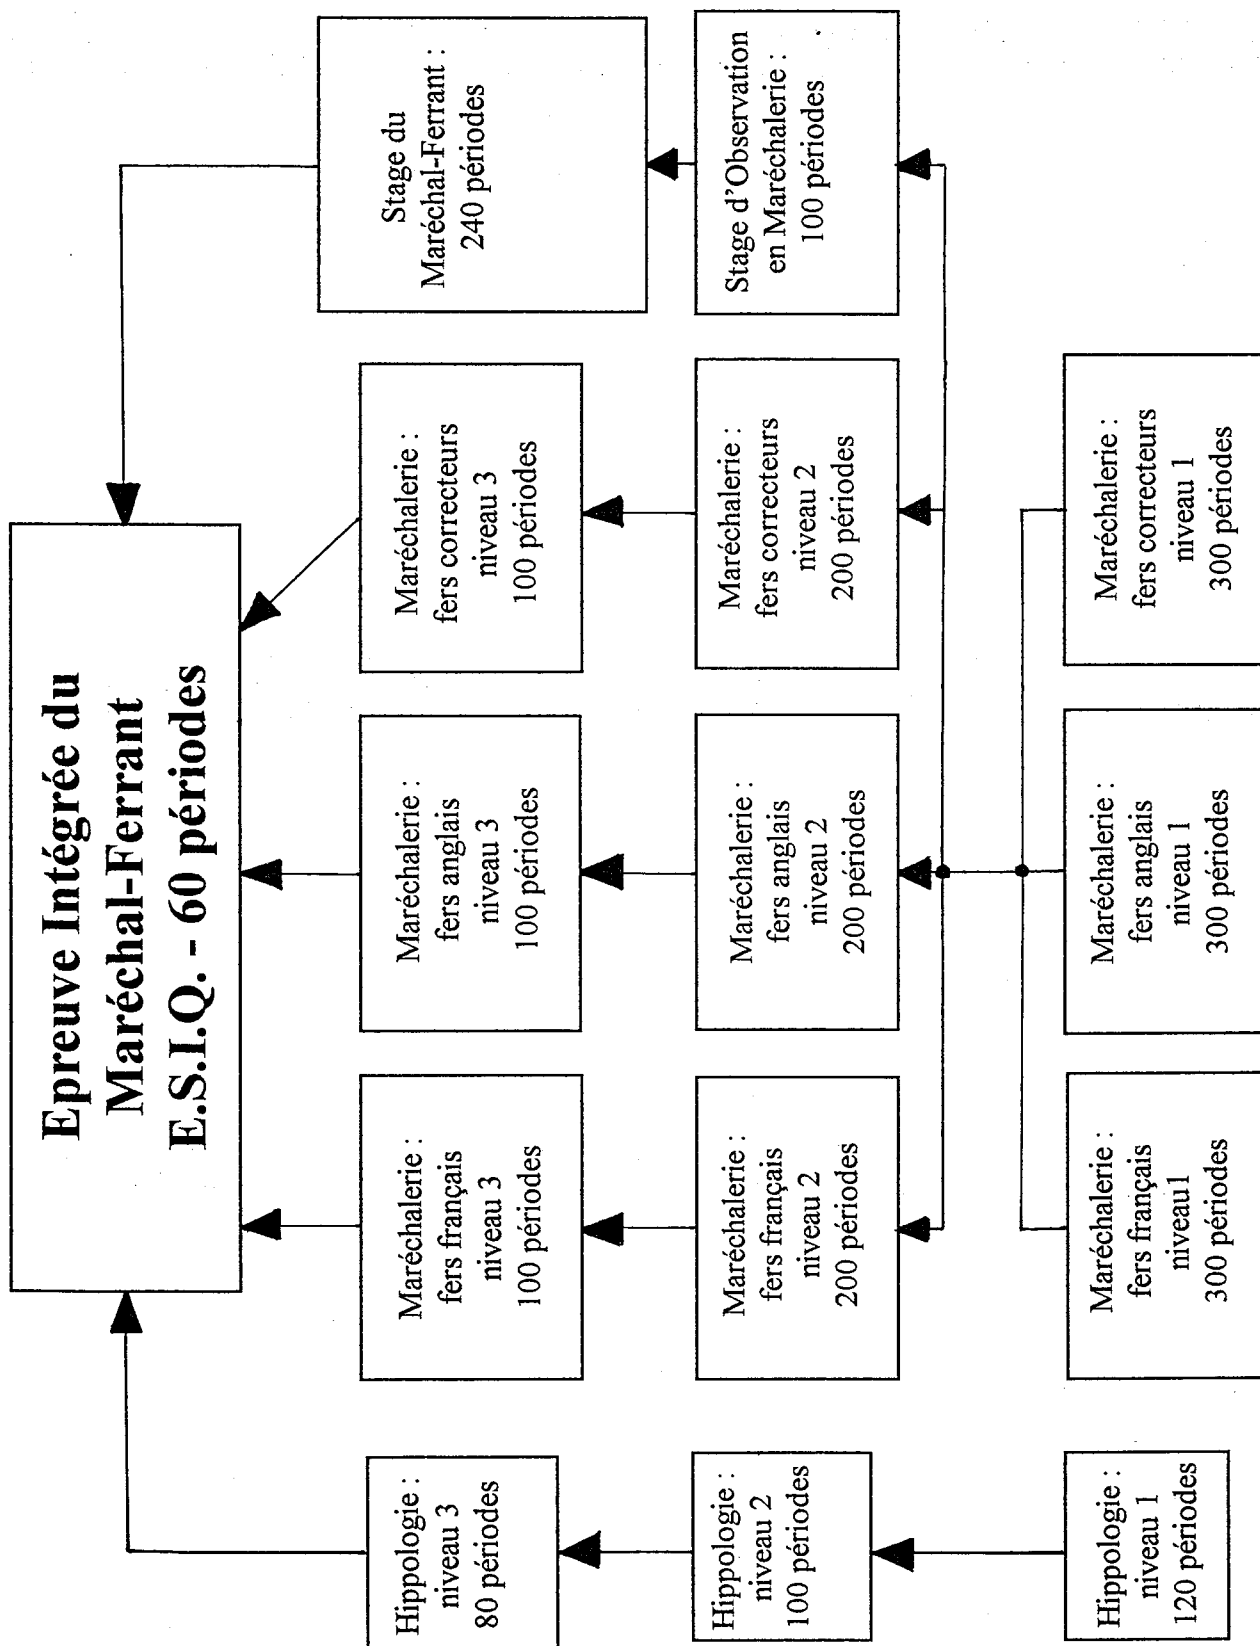 Epreuve Intégrée du
Maréchal-Ferrant
E.S.I.Q. - 60 périodes
Hippologie :
niveau 3
80 périodes
Maréchalerie :
fers français
niveau 3
100 périodes
Maréchalerie :
fers anglais
niveau 3
100 périodes
Maréchalerie :
fers correcteurs
niveau 3
100 périodes
Stage du
Maréchal-Ferrant :
240 périodes
Hippologie :
niveau 2
100 périodes
Maréchalerie :
fers français
niveau 2
200 périodes
Maréchalerie :
fers anglais
niveau 2
200 périodes
Maréchalerie :
fers correcteurs
niveau 2
200 périodes
Stage d'Observation
en Maréchalerie :
100 périodes
Hippologie :
niveau 1
120 périodes
Maréchalerie :
fers français
niveau1
300 périodes
Maréchalerie :
fers anglais
niveau 1
300 périodes
Maréchalerie :
fers correcteurs
niveau 1
300 périodes